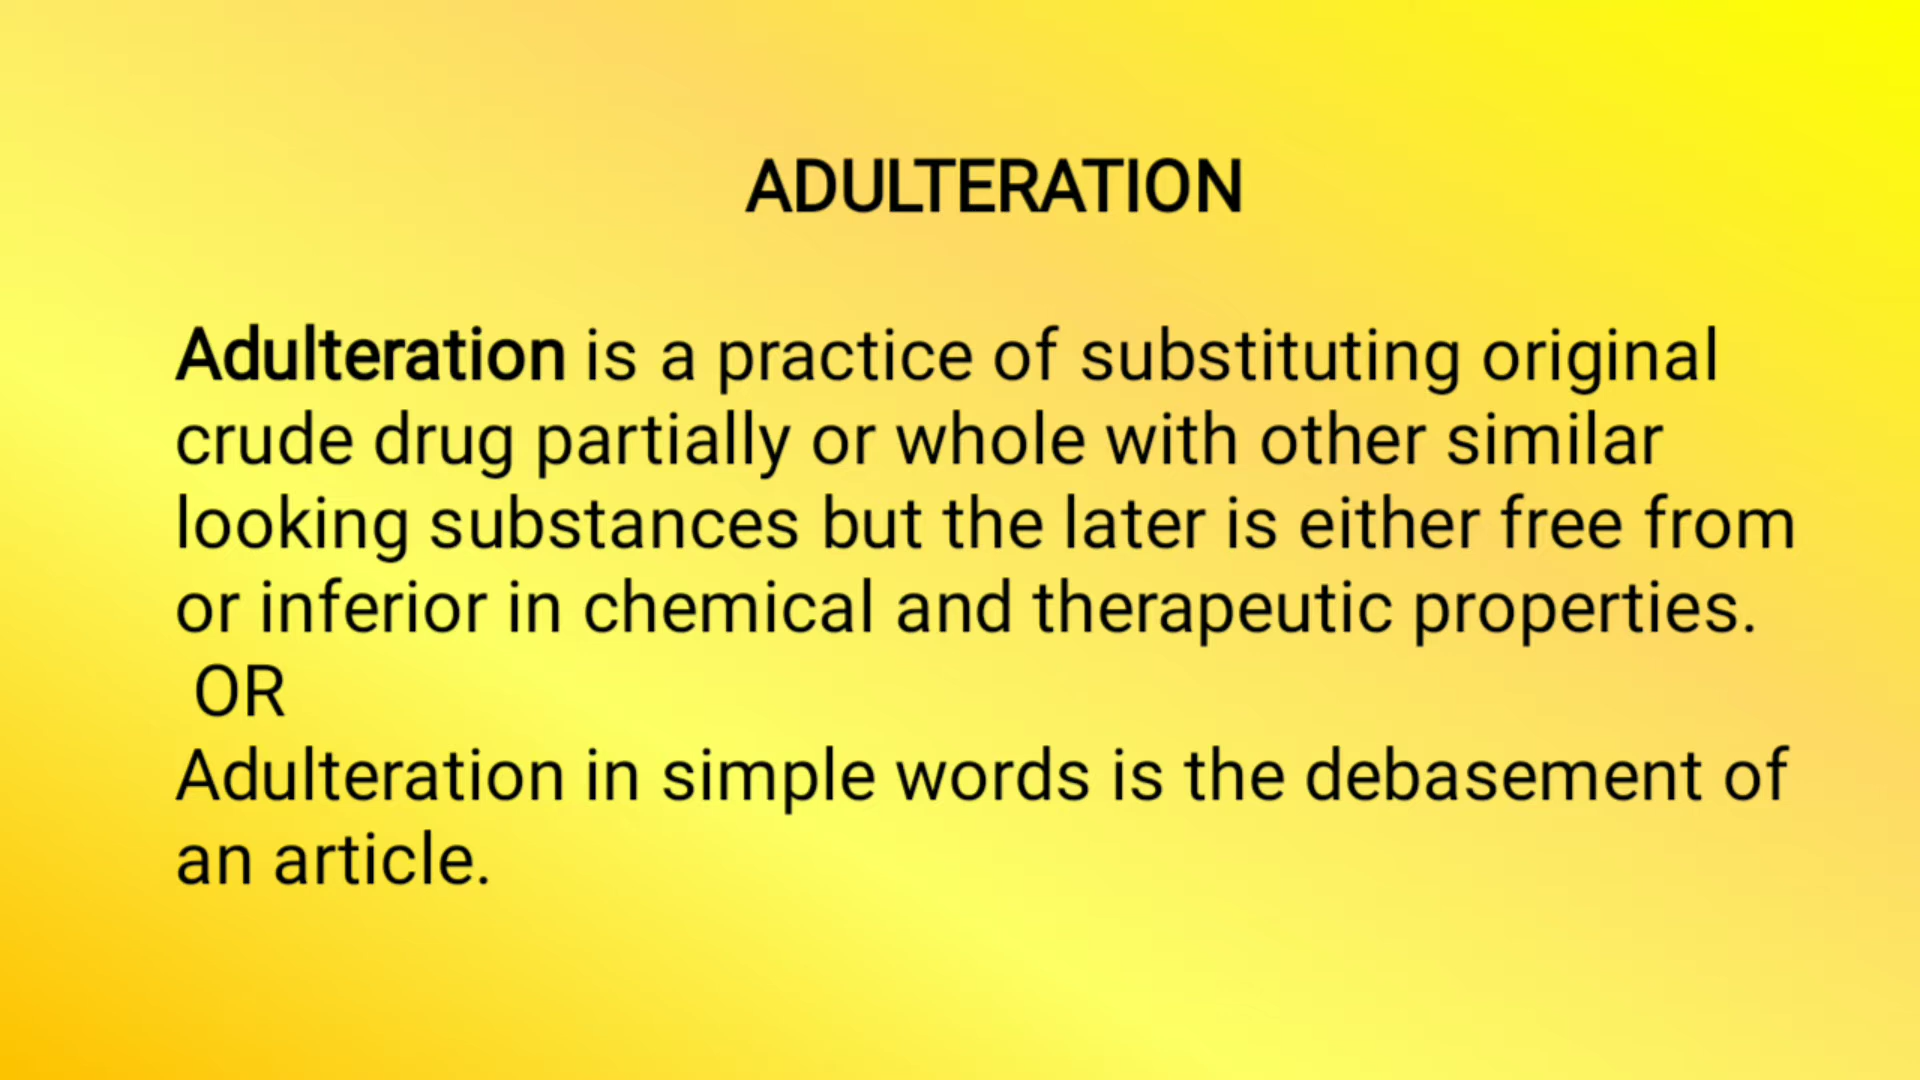 ADULTERATION
Adulteration is a practice of substituting original
crude drug partially or whole with other similar
looking substances but the later is either free from
or inferior in chemical and therapeutic properties.
OR
Adulteration in simple words is the debasement of
an article.